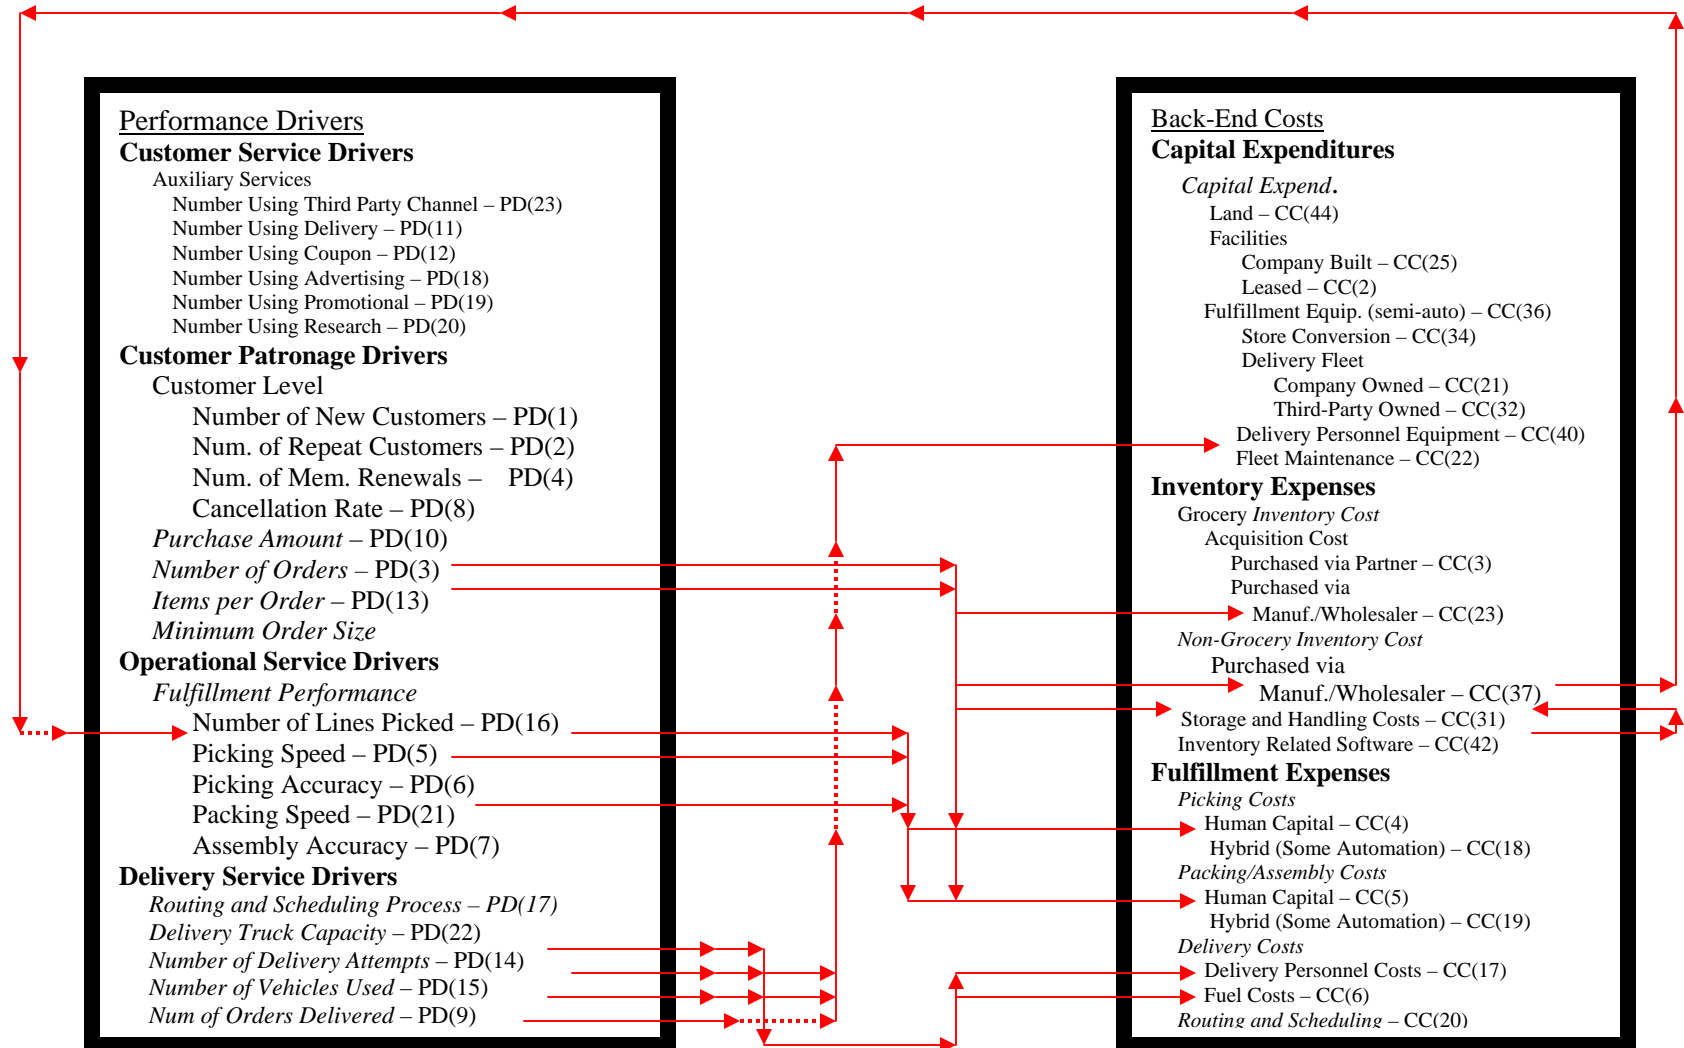 Performance Drivers
Customer Service Drivers
Auxiliary Services
Number Using Third Party Channel – PD(23)
Number Using Delivery – PD(11)
Number Using Coupon – PD(12)
Number Using Advertising – PD(18)
Number Using Promotional – PD(19)
Number Using Research – PD(20)
Customer Patronage Drivers
Customer Level
Number of New Customers – PD(1)
Num. of Repeat Customers – PD(2)
Num. of Mem. Renewals – PD(4)
Cancellation Rate – PD(8)
Purchase Amount – PD(10)
Number of Orders – PD(3)
Items per Order – PD(13)
Minimum Order Size
Operational Service Drivers
Fulfillment Performance
Number of Lines Picked – PD(16)
Picking Speed – PD(5)
Picking Accuracy – PD(6)
Packing Speed – PD(21)
Assembly Accuracy – PD(7)
Delivery Service Drivers
Routing and Scheduling Process – PD(17)
Delivery Truck Capacity – PD(22)
Number of Delivery Attempts – PD(14)
Number of Vehicles Used – PD(15)
Num of Orders Delivered – PD(9)
Back-End Costs
Capital Expenditures
Capital Expend.
Land – CC(44)
Facilities
Company Built – CC(25)
Leased – CC(2)
Fulfillment Equip. (semi-auto) – CC(36)
Store Conversion – CC(34)
Delivery Fleet
Company Owned – CC(21)
Third-Party Owned – CC(32)
Delivery Personnel Equipment – CC(40)
Fleet Maintenance – CC(22)
Inventory Expenses
Grocery Inventory Cost
Acquisition Cost
Purchased via Partner – CC(3)
Purchased via
Manuf./Wholesaler – CC(23)
Non-Grocery Inventory Cost
Purchased via
Manuf./Wholesaler – CC(37)
Storage and Handling Costs – CC(31)
Inventory Related Software – CC(42)
Fulfillment Expenses
Picking Costs
Human Capital – CC(4)
Hybrid (Some Automation) – CC(18)
Packing/Assembly Costs
Human Capital – CC(5)
Hybrid (Some Automation) – CC(19)
Delivery Costs
Delivery Personnel Costs – CC(17)
Fuel Costs – CC(6)
Routing and Scheduling – CC(20)